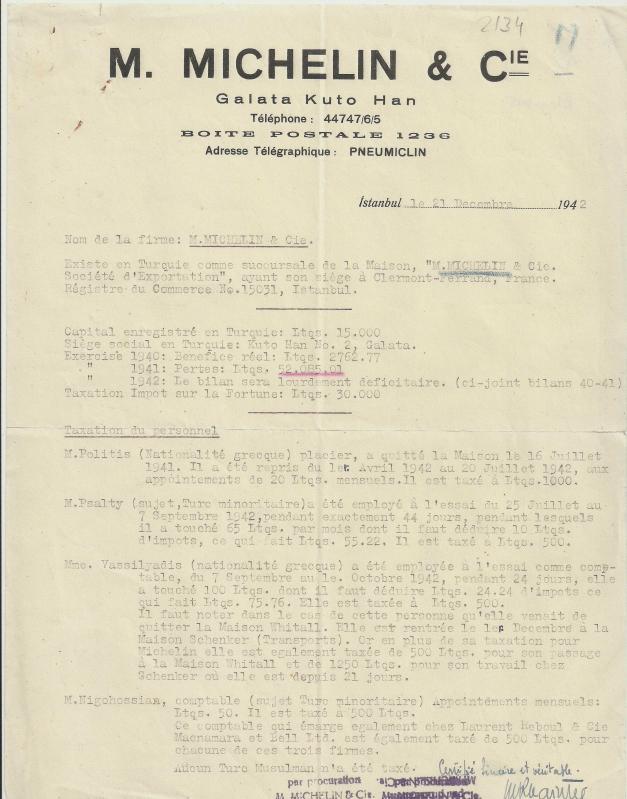 2134
M. MICHELIN & CIE
Galata Kuto Han
Téléphone : 44747/6/5
BOITE POSTALE 1236
Adresse Télégraphique : PNEUMICLIN
İstanbul le 21 Decembre 1942
Nom de la firme: M.MICHELIN & Cie.
Existe en Turquie comme succursale de la Maison, "M.MICHELIN & Cie.
Société d'Exportation", ayant son siège à Clermont-Ferrand, France.
Régistre du Commerce No.15031, Istanbul.
Capital enregistré en Turquie: Ltqs. 15.000
Siège social en Turquie: Kuto Han No. 2, Galata.
Exercise 1940: Benefice réel: Ltqs. 2762.77
" 1941: Pertes: Ltqs. 52.085.01
" 1942: Le bilan sera lourdement deficitaire. (ci-joint bilans 40-41)
Taxation Impot sur la Fortune: Ltqs. 30.000
Taxation du personnel
M.Politis (Nationalité grecque) placier, a quitté la Maison le 16 Juillet
1941. Il a été repris du 1er Avril 1942 au 20 Juillet 1942, aux
appointements de 20 Ltqs. mensuels.Il est taxé à Ltqs.1000.
M.Psalty (sujet,Turc minoritaire)a été employé à l'essai du 25 Juillet au
7 Septembre 1942,pendant exactement 44 jours, pendant lesquels
il a touché 65 Ltqs. par mois dont il faut déduire 10 Ltqs.
d'impots, ce qui fait Ltqs. 55.22. Il est taxé à Ltqs. 500.
Mme. Vassilyadis (nationalité grecque) a été employée à l'essai comme comp-
table, du 7 Septembre au 1e. Octobre 1942, pendant 24 jours, elle
a touché 100 Ltqs. dont il faut déduire Ltqs. 24.24 d'impots ce
qui fait Ltqs. 75.76. Elle est taxée à Ltqs. 500.
Il faut noter dans le cas de cette personne qu'elle venait de
quitter la Maison Whitall. Elle est rentrée le 1er Decembre à la
Maison Schenker (Transports). Or en plus de sa taxation pour
Michelin elle est egalement taxée de 500 Ltqs. pour son passage
à la Maison Whitall et de 1250 Ltqs. pour son travail chez
Schenker où elle est depuis 21 jours.
M.Nigohossian, comptable (sujet Turc minoritaire) Appointéments mensuels:
Ltqs. 50. Il est taxé à 500 Ltqs.
Ce comptable qui émarge egalement chez Laurent Reboul & Cie
Macnamara et Bell Ltd. est également taxé de 500 Ltqs. pour
chacune de ces trois firmes.
Aucun Turc Musulman n'a été taxé. Certifié sincère et véritable.
par procuration
M. MICHELIN & Cie.